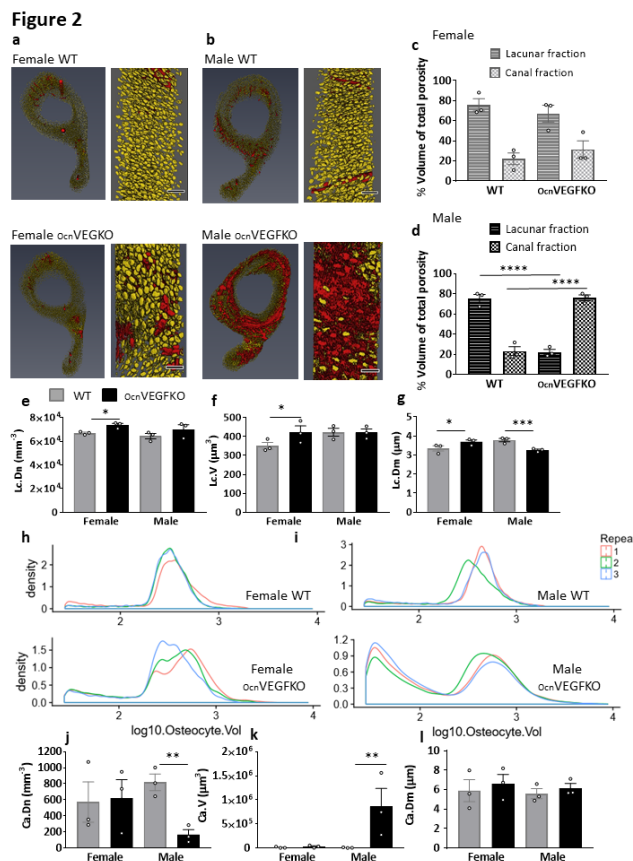 Figure 2
a
Female WT
b
Male WT
Female OcnVEGKO
Male OcnVEGFKO
c
Female
Lacunar fraction
Canal fraction
% Volume of total porosity
100
80
60
40
20
0
WT
OcnVEGFKO
d
Male
Lacunar fraction
Canal fraction
% Volume of total porosity
100
80
60
40
20
0
****
****
WT
OcnVEGFKO
WT
OcnVEGFKO
e
Lc.Dn (mm-3)
8×10⁴
6×10⁴
4×10⁴
2×10⁴
0
*
Female
Male
f
Lc.V (µm³)
500
400
300
200
100
0
*
Female
Male
g
Lc.Dm (µm)
5
4
3
2
1
0
*
***
Female
Male
h
density
2
1
0
2
3
4
Female WT
density
1.5
1.0
0.5
0.0
2
3
4
Female
OcnVEGFKO
i
3
2
1
0
2
3
4
Male WT
Repea
1
2
3
1.2
0.9
0.6
0.3
0.0
2
3
4
Male
OcnVEGFKO
log10.Osteocyte.Vol
log10.Osteocyte.Vol
j
Ca.Dn (mm-3)
1200
1000
800
600
400
200
0
**
Female
Male
k
Ca.V (µm³)
2×10⁶
1×10⁶
1×10⁶
5×10⁵
0
**
Female
Male
l
Ca.Dm (µm)
8
6
4
2
0
Female
Male